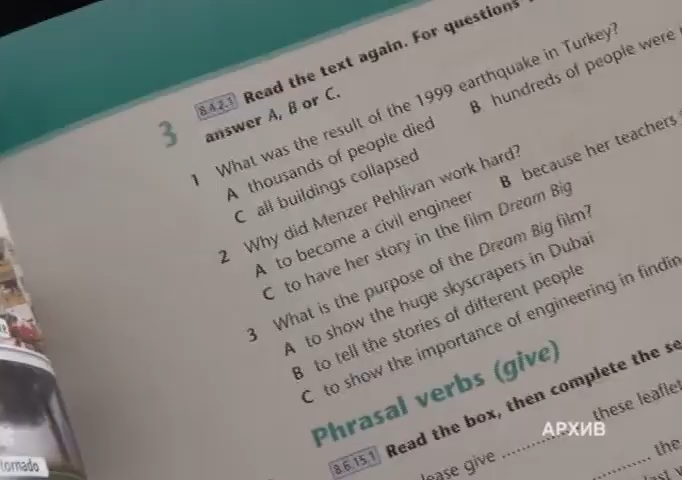 3 8.4.2.1 Read the text again. For questions
answer A, B or C.
1 What was the result of the 1999 earthquake in Turkey?
A thousands of people died B hundreds of people were
C all buildings collapsed
2 Why did Menzer Pehlivan work hard?
A to become a civil engineer B because her teachers
C to have her story in the film Dream Big
3 What is the purpose of the Dream Big film?
A to show the huge skyscrapers in Dubai
B to tell the stories of different people
C to show the importance of engineering in
Phrasal verbs (give)
8.6.15.1 Read the box, then complete the
give .......... these
the
tornado
АРХИВ